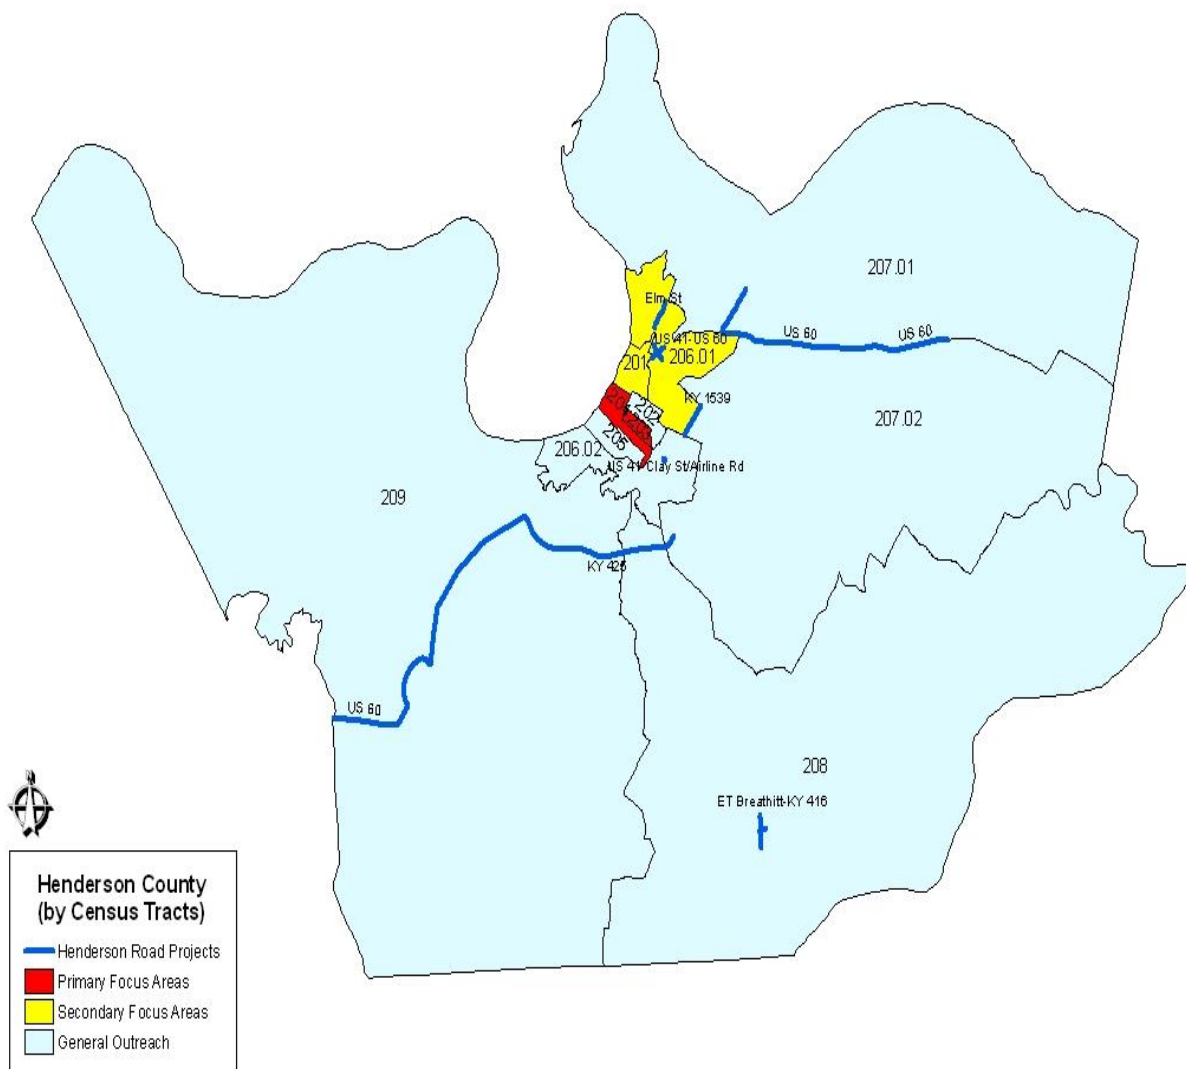 207.01
Elm St
US 60
US 60
US 41-US 60
201
206.01
KY 1539
202
207.02
205
206.02
US 41-Clay St/Airline Rd
209
KY 425
US 60
208
ET Breathitt-KY 416
Henderson County
(by Census Tracts)
Henderson Road Projects
Primary Focus Areas
Secondary Focus Areas
General Outreach